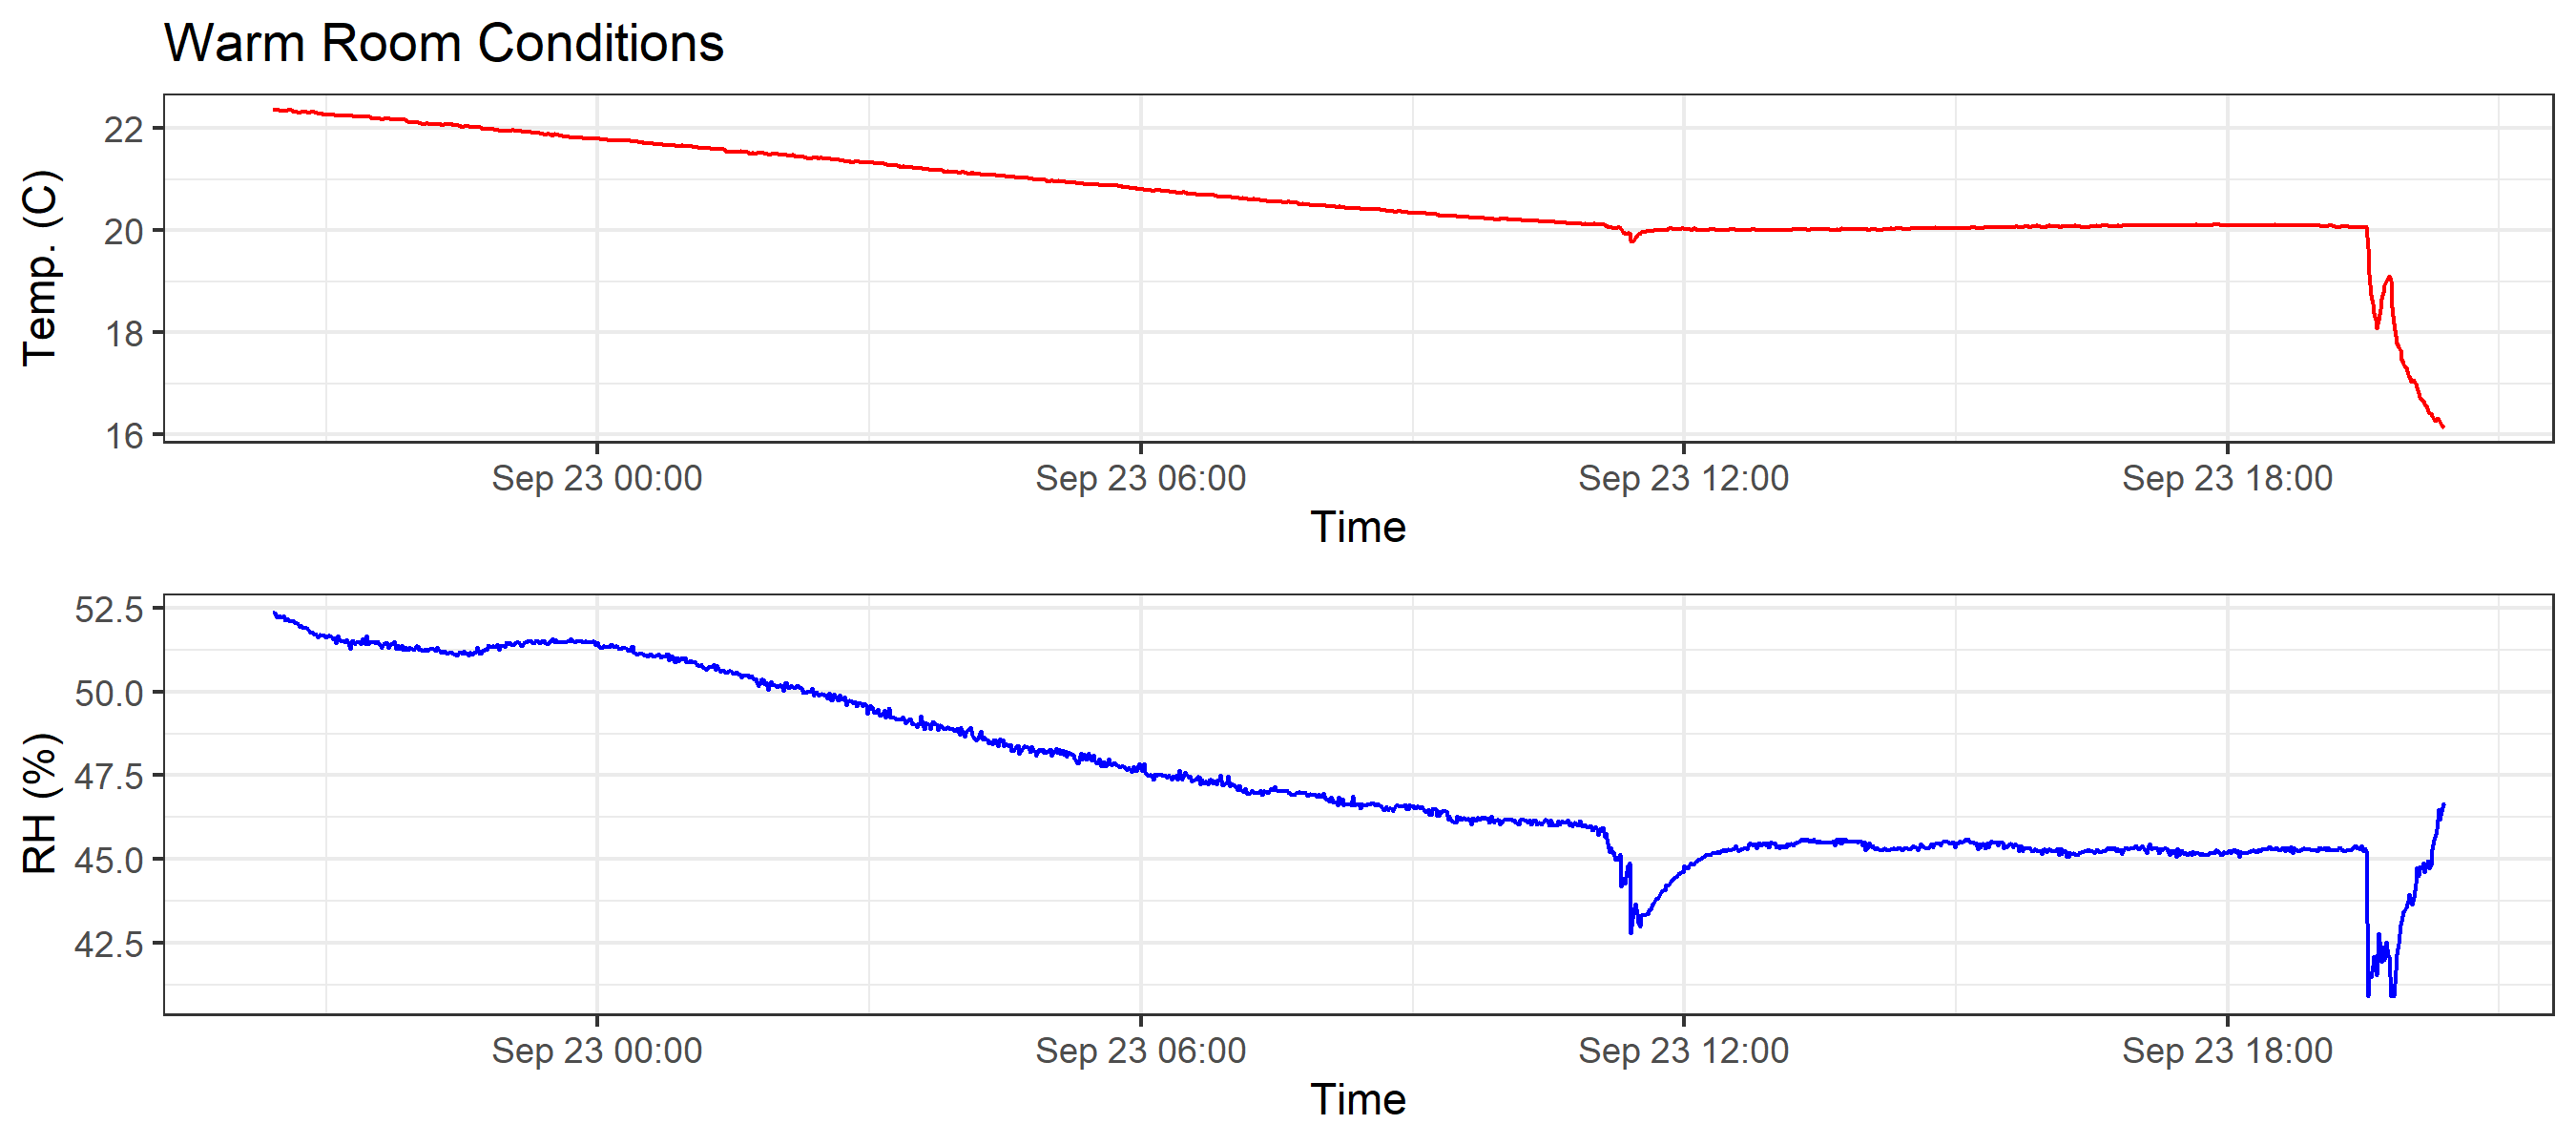 Warm Room Conditions
Temp. (C)
22
20
18
16
Sep 23 00:00 Sep 23 06:00 Sep 23 12:00 Sep 23 18:00
Time
RH (%)
52.5
50.0
47.5
45.0
42.5
Sep 23 00:00 Sep 23 06:00 Sep 23 12:00 Sep 23 18:00
Time